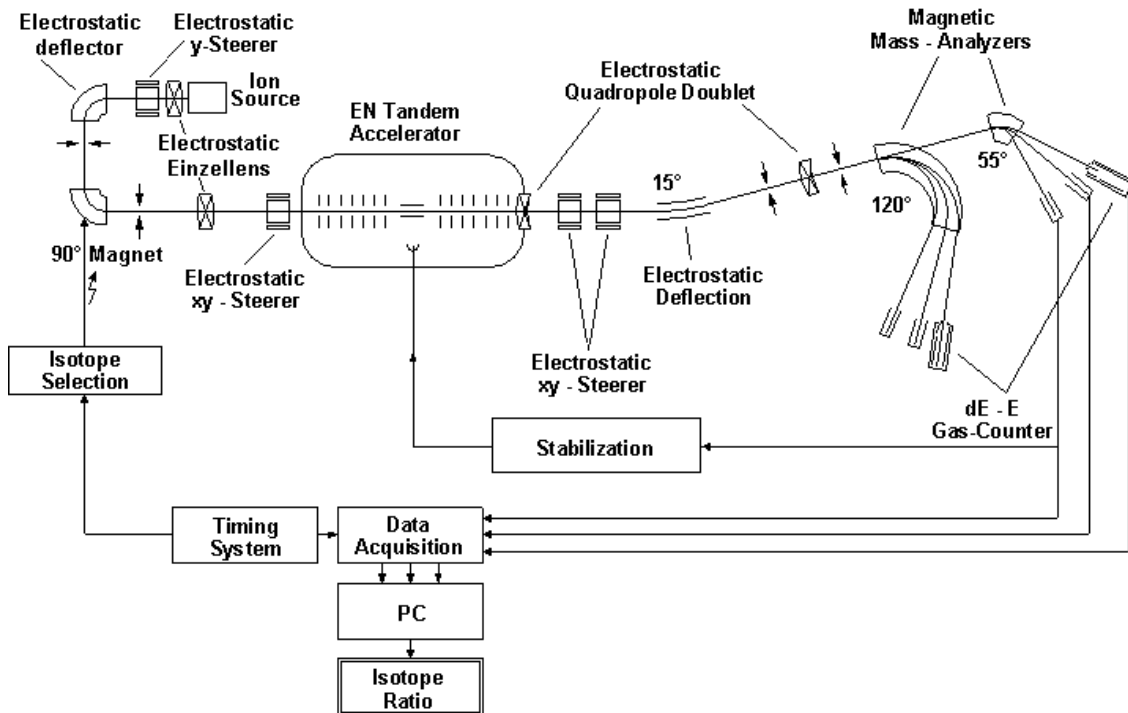 Electrostatic
deflector
Electrostatic
y-Steerer
Ion
Source
Electrostatic
Einzellens
EN Tandem
Accelerator
Electrostatic
Quadropole Doublet
Magnetic
Mass - Analyzers
90° Magnet
Electrostatic
xy - Steerer
15°
Electrostatic
Deflection
120°
55°
Electrostatic
xy - Steerer
dE - E
Gas-Counter
Isotope
Selection
Stabilization
Timing
System
Data
Acquisition
PC
Isotope
Ratio